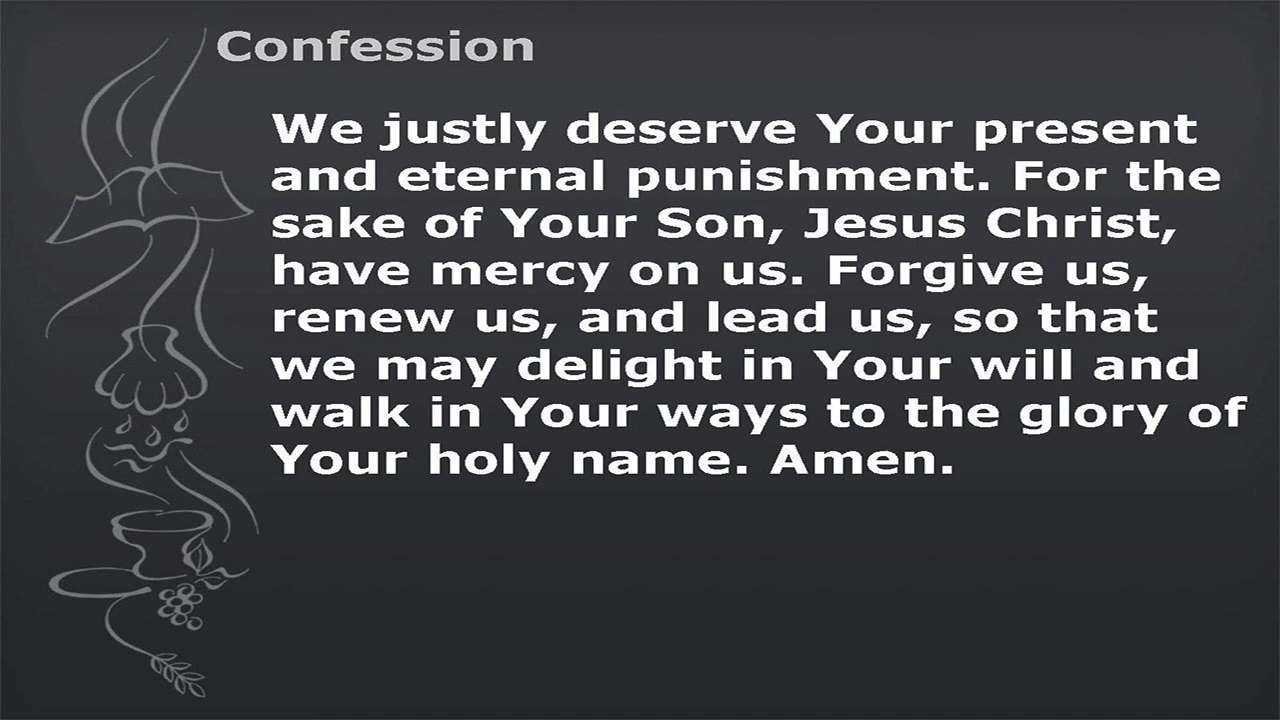 Confession
We justly deserve Your present
and eternal punishment. For the
sake of Your Son, Jesus Christ,
have mercy on us. Forgive us,
renew us, and lead us, so that
we may delight in Your will and
walk in Your ways to the glory of
Your holy name. Amen.